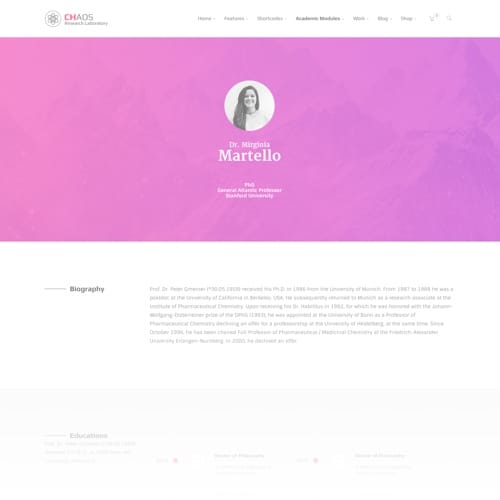 CHAOS
Research Laboratory
Home
Features
Shortcodes
Academic Modules
Work
Blog
Shop
Dr. Mirginia
Martello
PhD
General Atlantic Professor
Stanford University
Biography
Prof. Dr. Peter Gmeiner (*30.05.1959) received his Ph.D. in 1986 from the University of Munich. From 1987 to 1988 he was a
postdoc at the University of California in Berkeley, USA. He subsequently returned to Munich as a research associate at the
Institute of Pharmaceutical Chemistry. Upon receiving his Dr. Habilitus in 1992, for which he was honored with the Johann-
Wolfgang-Döbereiner prize of the DPhG (1993), he was appointed at the University of Bonn as a Professor of
Pharmaceutical Chemistry declining an offer for a professorship at the University of Heidelberg, at the same time. Since
October 1996, he has been chaired Full Professor of Pharmaceutical / Medicinal Chemistry at the Friedrich-Alexander
University Erlangen-Nurnberg. In 2000, he declined an offer
Educations
Doctor of Philosophy
Doctor of Philosophy